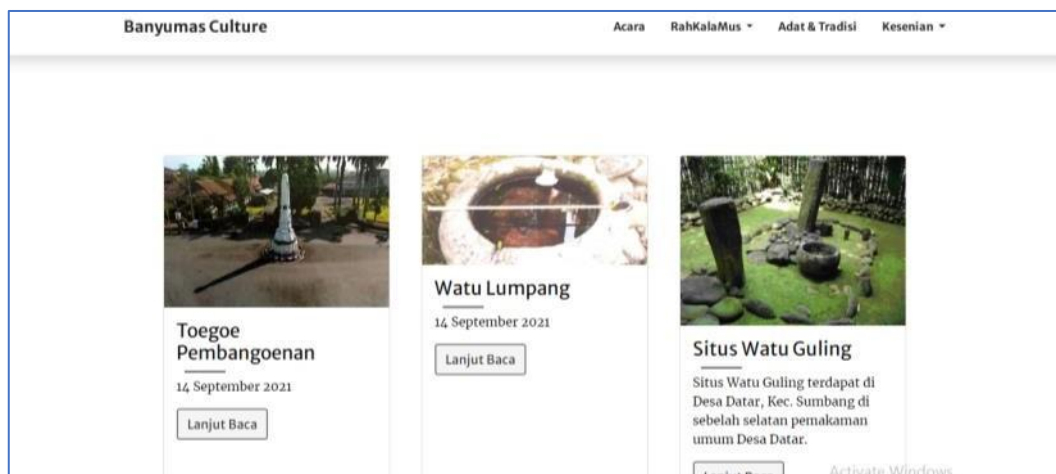 Banyumas Culture
Acara RahKalaMus Adat & Tradisi Kesenian
Toegoe
Pembangoenan
14 September 2021
Lanjut Baca
Watu Lumpang
14 September 2021
Lanjut Baca
Situs Watu Guling
Situs Watu Guling terdapat di
Desa Datar, Kec. Sumbang di
sebelah selatan pemakaman
umum Desa Datar.
Activate Windows